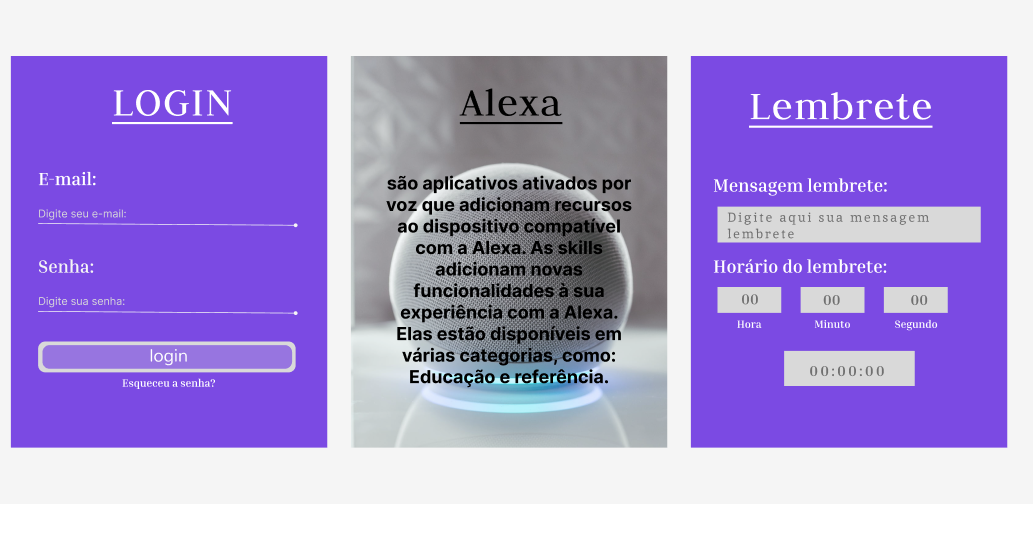 LOGIN
E-mail:
Digite seu e-mail:
Senha:
Digite sua senha:
login
Esqueceu a senha?
Alexa
são aplicativos ativados por
voz que adicionam recursos
ao dispositivo compatível
com a Alexa. As skills
adicionam novas
funcionalidades à sua
experiência com a Alexa.
Elas estão disponíveis em
várias categorias, como:
Educação e referência.
Lembrete
Mensagem lembrete:
Digite aqui sua mensagem
lembrete
Horário do lembrete:
00 00 00
Hora Minuto Segundo
00:00:00